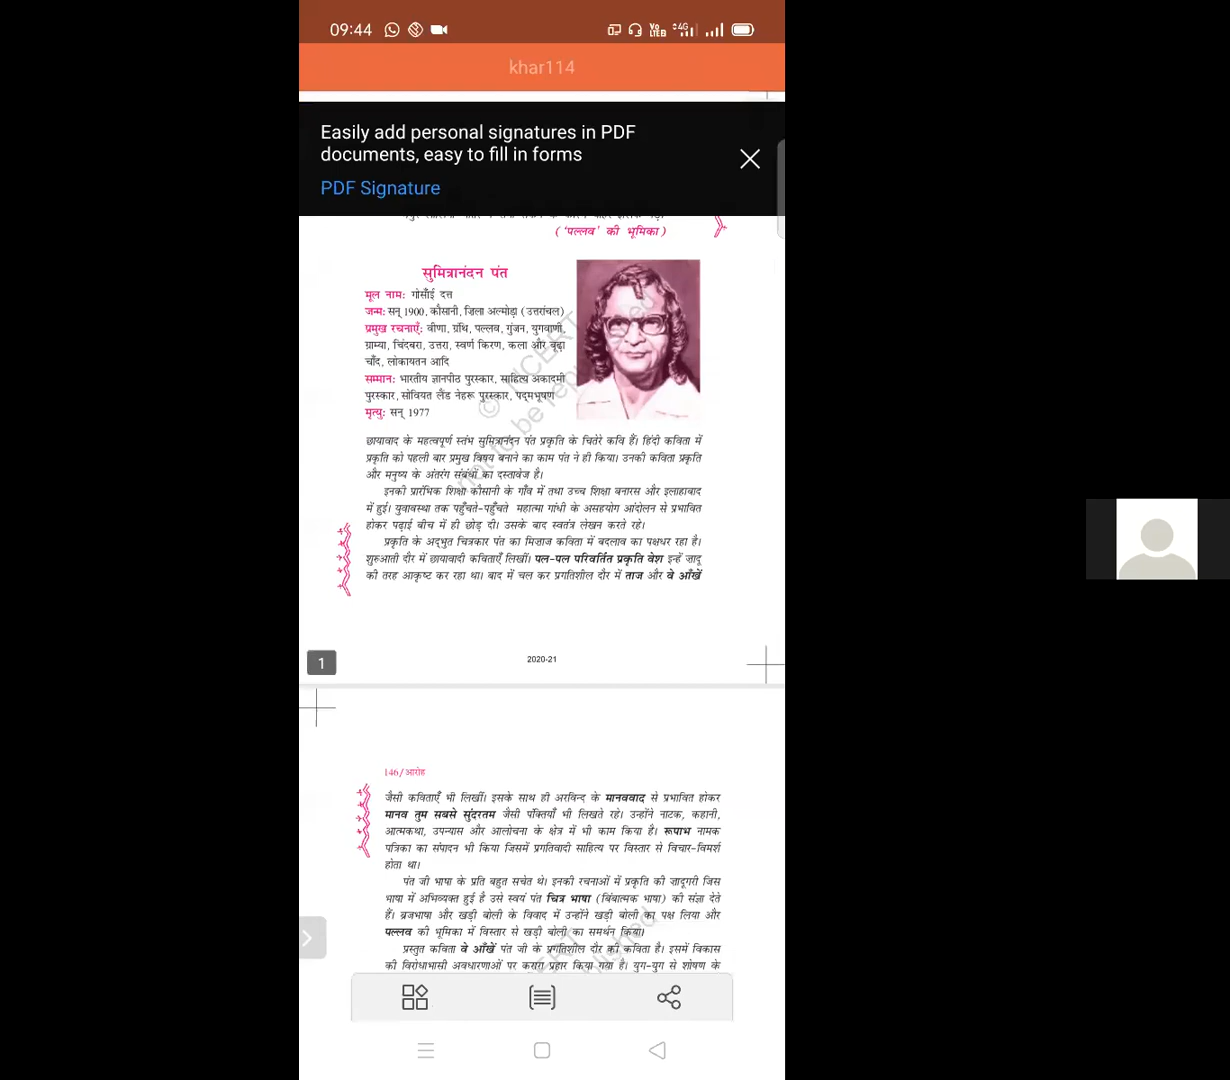 09:44
Vo LTE2 4G
khar114
Easily add personal signatures in PDF
documents, easy to fill in forms
PDF Signature
('पल्लव' की भूमिका)
सुमित्रानंदन पंत
मूल नाम: गोसाँई दत्त
जन्म: सन् 1900, कौसानी, ज़िला अल्मोड़ा (उत्तरांचल)
प्रमुख रचनाएँ: वीणा, ग्रंथि, पल्लव, गुंजन, युगवाणी,
ग्राम्या, चिदंबरा, उत्तरा, स्वर्ण किरण, कला और बूढ़ा
चाँद, लोकायतन आदि
सम्मान: भारतीय ज्ञानपीठ पुरस्कार, साहित्य अकादमी
पुरस्कार, सोवियत लैंड नेहरू पुरस्कार, पद्मभूषण
मृत्यु: सन् 1977
छायावाद के महत्वपूर्ण स्तंभ सुमित्रानंदन पंत प्रकृति के चितेरे कवि हैं। हिंदी कविता में
प्रकृति को पहली बार प्रमुख विषय बनाने का काम पंत ने ही किया। उनकी कविता प्रकृति
और मनुष्य के अंतरंग संबंधों का दस्तावेज है।
इनकी प्रारंभिक शिक्षा कौसानी के गाँव में तथा उच्च शिक्षा बनारस और इलाहाबाद
में हुई। युवावस्था तक पहुँचते-पहुँचते महात्मा गांधी के असहयोग आंदोलन से प्रभावित
होकर पढ़ाई बीच में ही छोड़ दी। उसके बाद स्वतंत्र लेखन करते रहे।
प्रकृति के अद्भुत चित्रकार पंत का मिज़ाज कविता में बदलाव का पक्षधर रहा है।
शुरुआती दौर में छायावादी कविताएँ लिखीं। पल-पल परिवर्तित प्रकृति वेश इन्हें जादू
की तरह आकृष्ट कर रहा था। बाद में चल कर प्रगतिशील दौर में ताज और वे आँखें
1
2020-21
146/आरोह
जैसी कविताएँ भी लिखीं। इसके साथ ही अरविन्द के मानववाद से प्रभावित होकर
मानव तुम सबसे सुंदरतम जैसी पंक्तियाँ भी लिखते रहे। उन्होंने नाटक, कहानी,
आत्मकथा, उपन्यास और आलोचना के क्षेत्र में भी काम किया है। रूपाभ नामक
पत्रिका का संपादन भी किया जिसमें प्रगतिवादी साहित्य पर विस्तार से विचार-विमर्श
होता था।
पंत जी भाषा के प्रति बहुत सचेत थे। इनकी रचनाओं में प्रकृति की जादूगरी जिस
भाषा में अभिव्यक्त हुई है उसे स्वयं पंत चित्र भाषा (बिंबात्मक भाषा) की संज्ञा देते
हैं। ब्रजभाषा और खड़ी बोली के विवाद में उन्होंने खड़ी बोली का पक्ष लिया और
पल्लव की भूमिका में विस्तार से खड़ी बोली का समर्थन किया।
प्रस्तुत कविता वे आँखें पंत जी के प्रगतिशील दौर की कविता है। इसमें विकास
की विरोधाभासी अवधारणाओं पर करारा प्रहार किया गया है। युग-युग से शोषण के